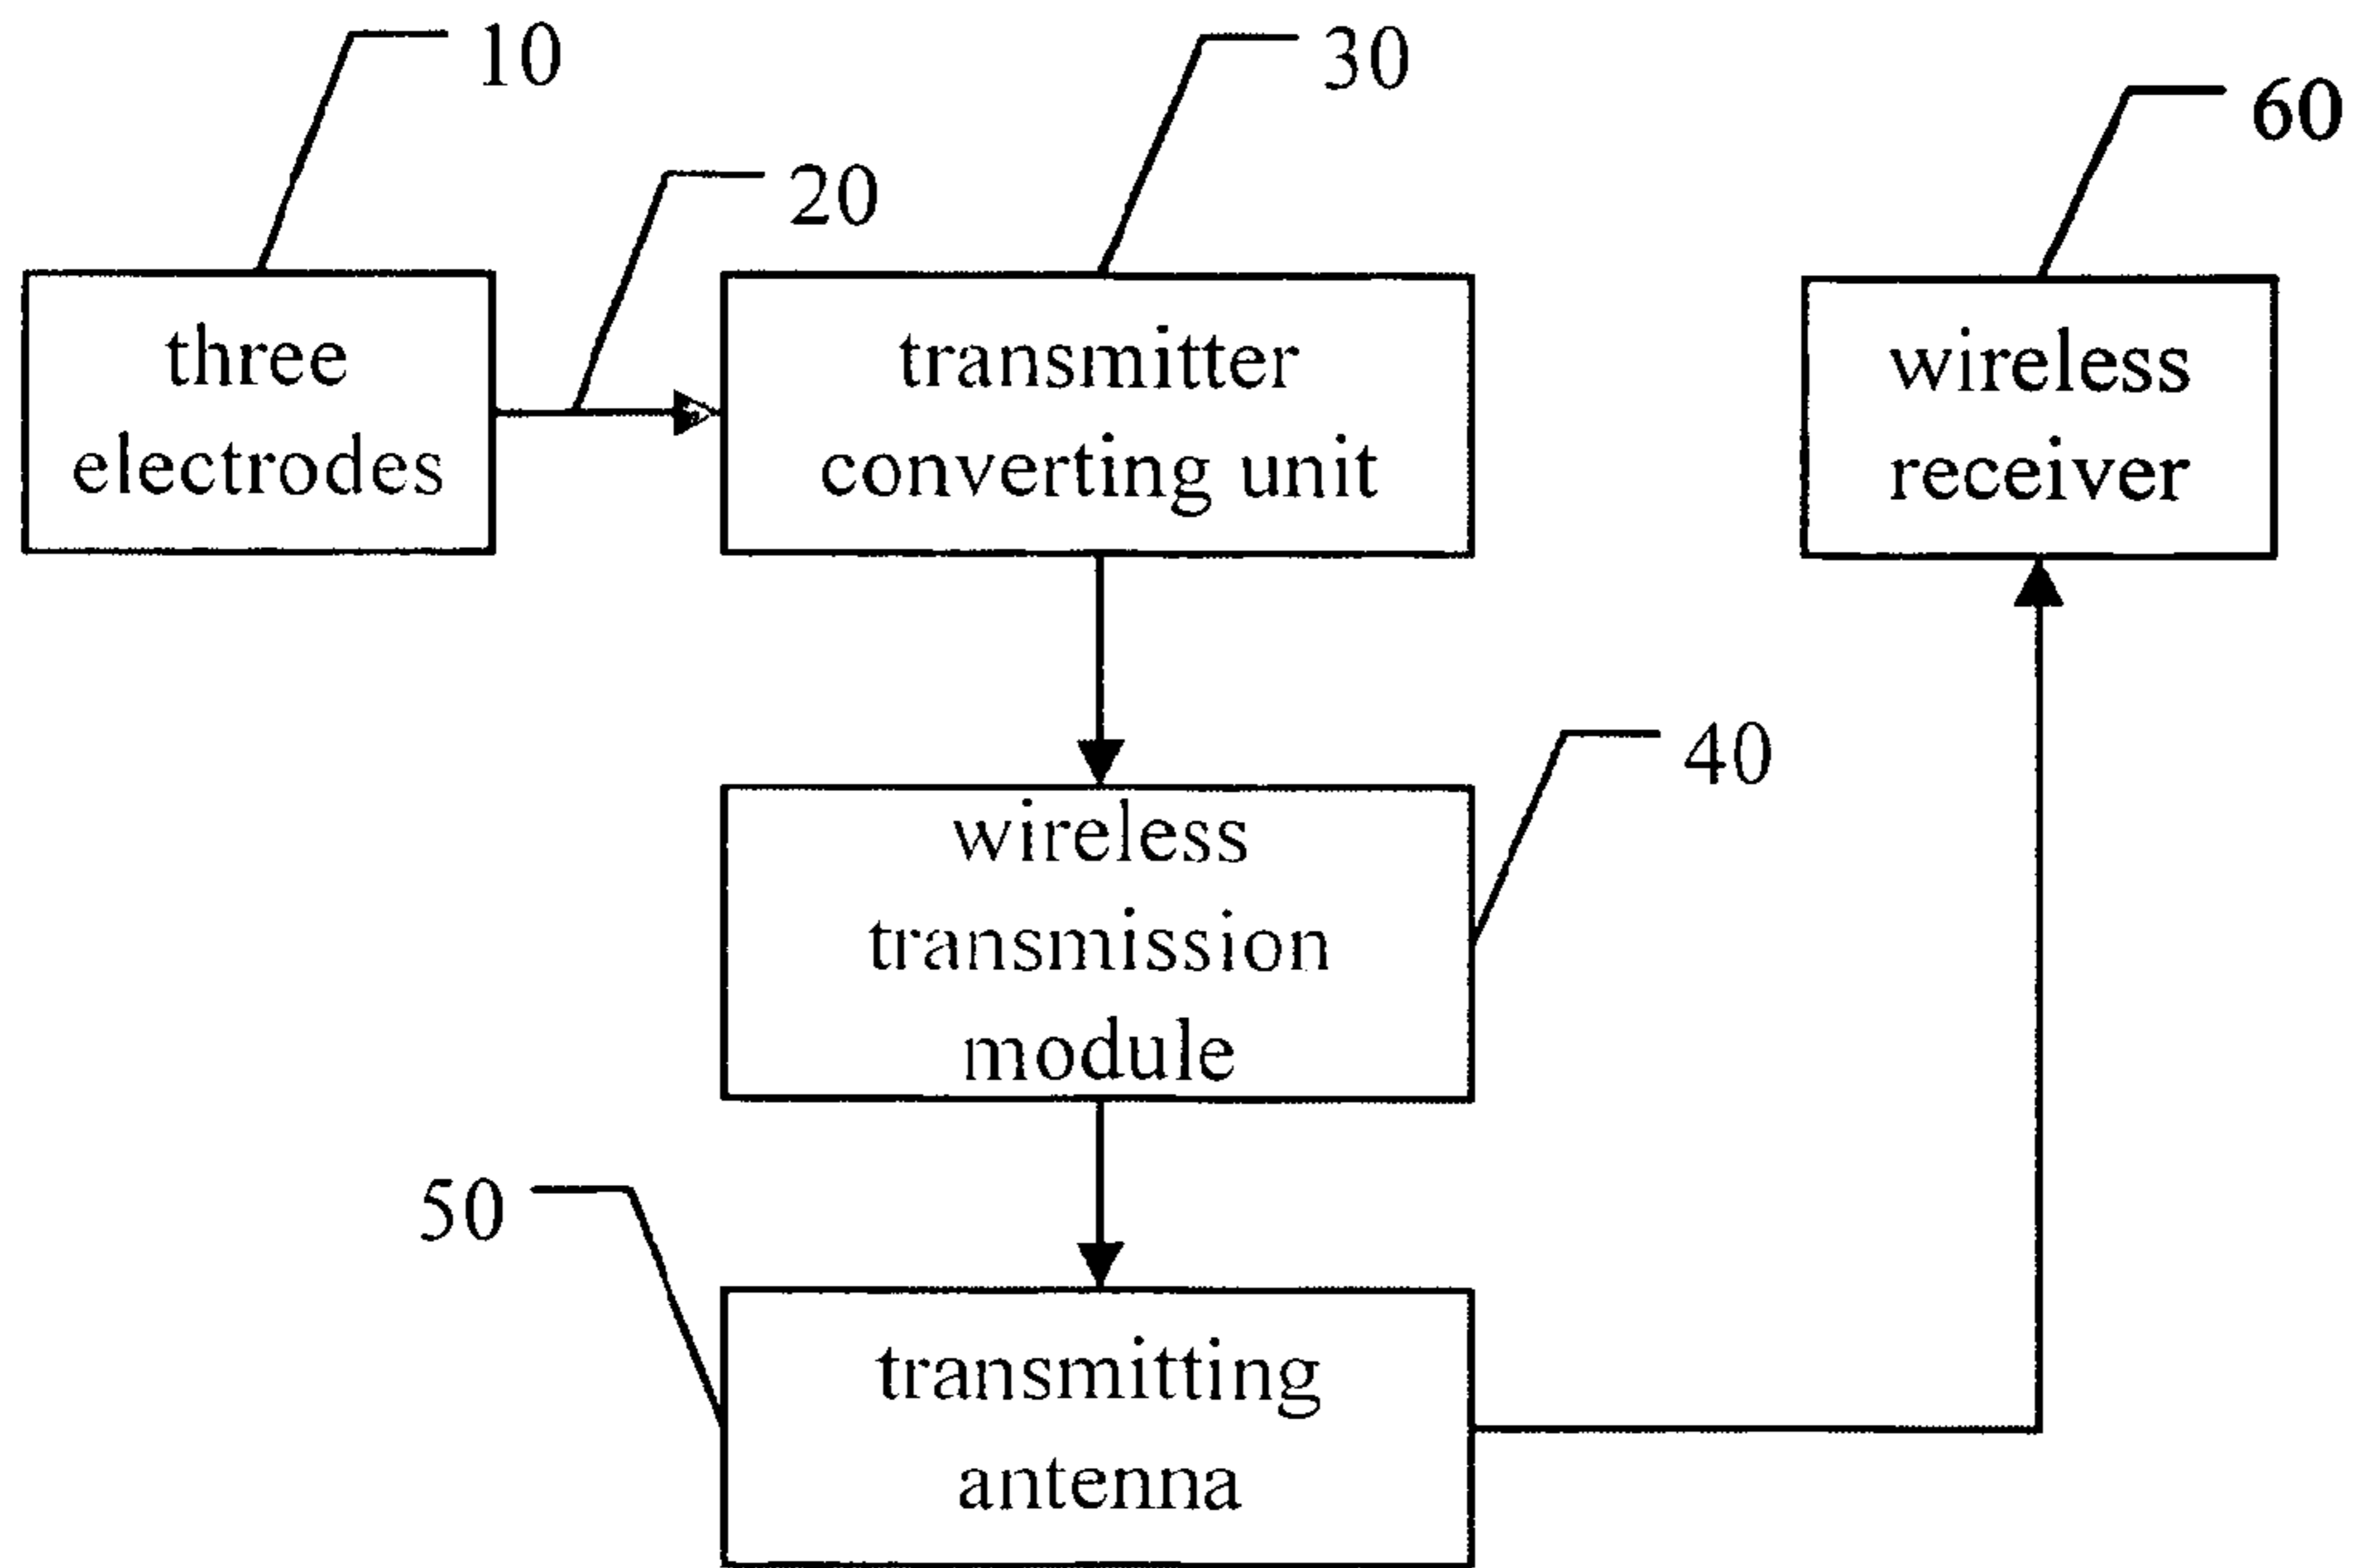 10
30
60
20
three
electrodes
transmitter
converting unit
wireless
receiver
40
wireless
transmission
module
50
transmitting
antenna